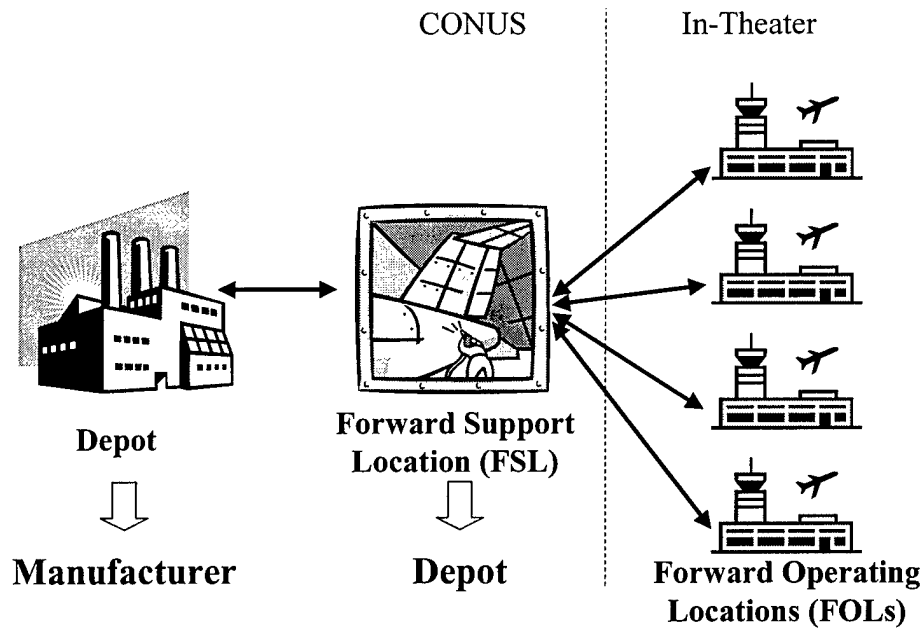 CONUS
In-Theater
Depot
Forward Support
Location (FSL)
Manufacturer
Depot
Forward Operating
Locations (FOLs)